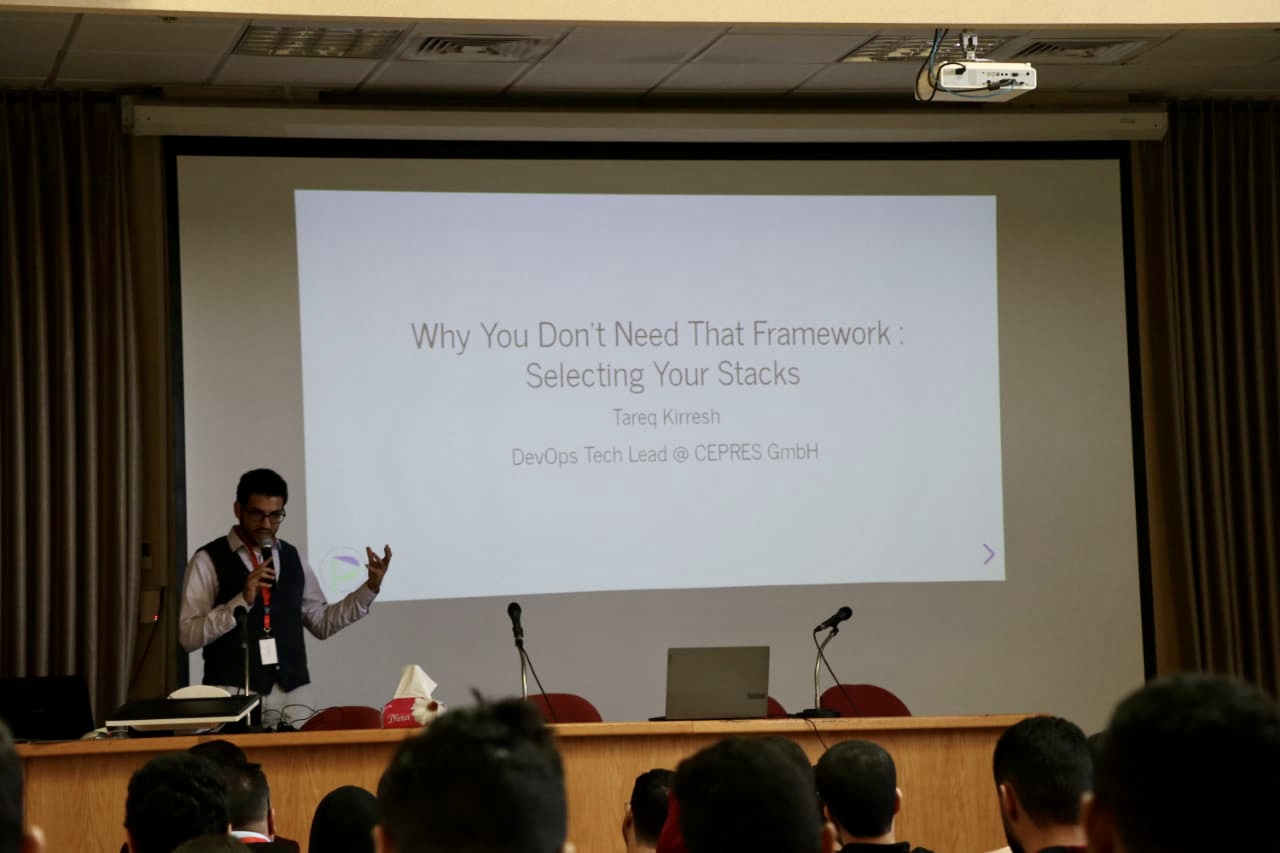 Why You Don't Need That Framework :
Selecting Your Stacks
Tareq Kirresh
DevOps Tech Lead @ CEPRES GmbH